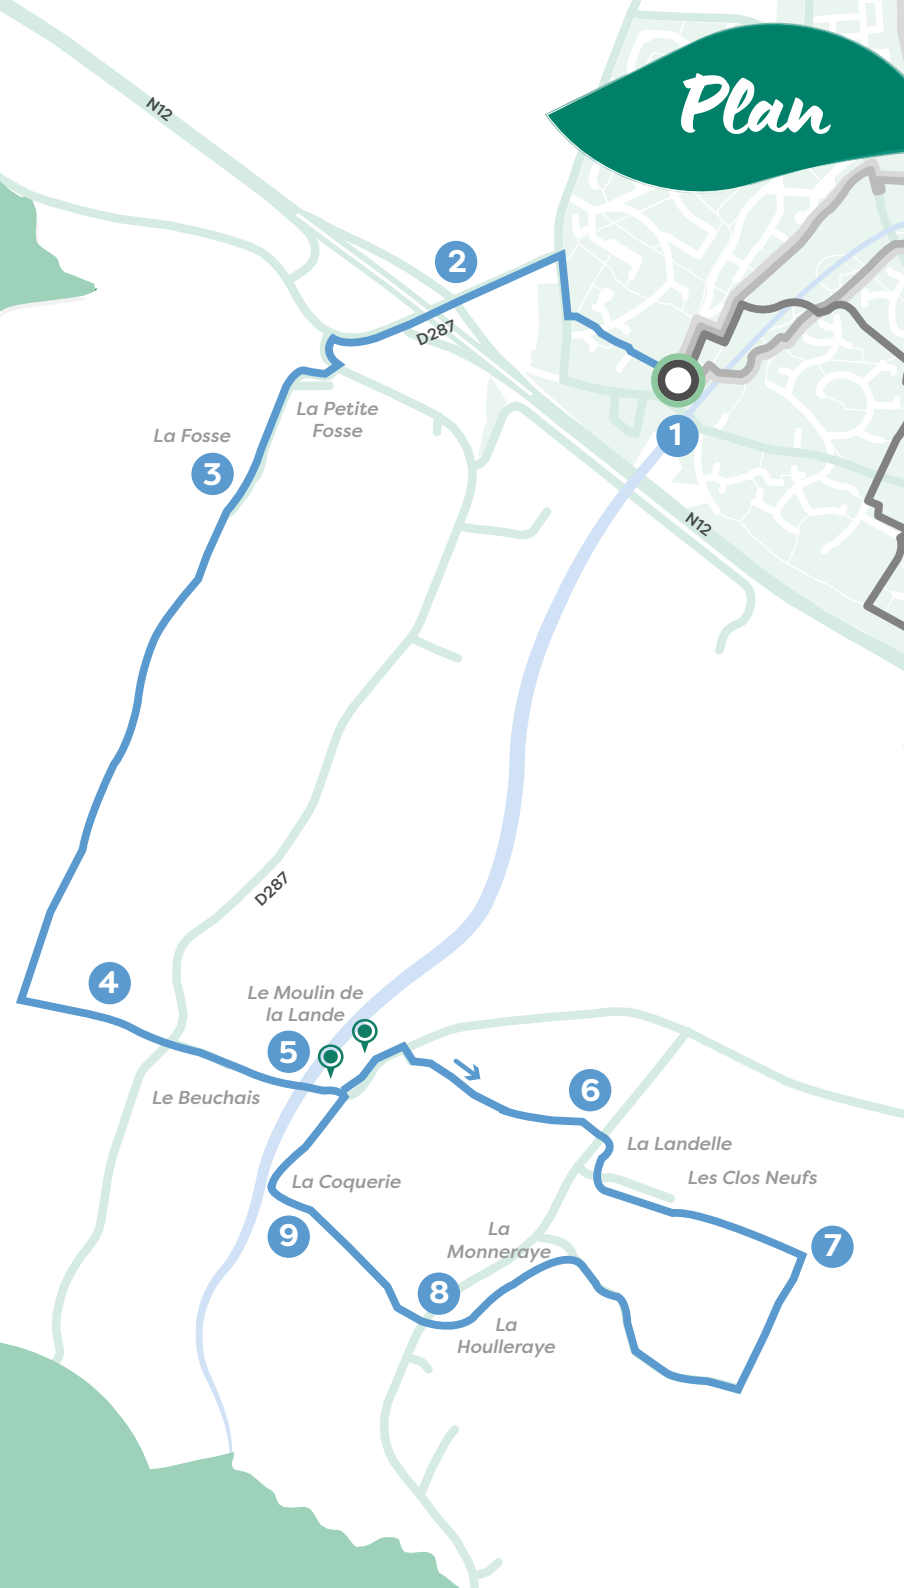 Plan
N12
2
D287
La Petite
Fosse
La Fosse
3
1
N12
D287
4
Le Moulin de
la Lande
5
Le Beuchais
6
La Landelle
Les Clos Neufs
La Coquerie
9
La
Monneraye
7
8
La
Houlleraye